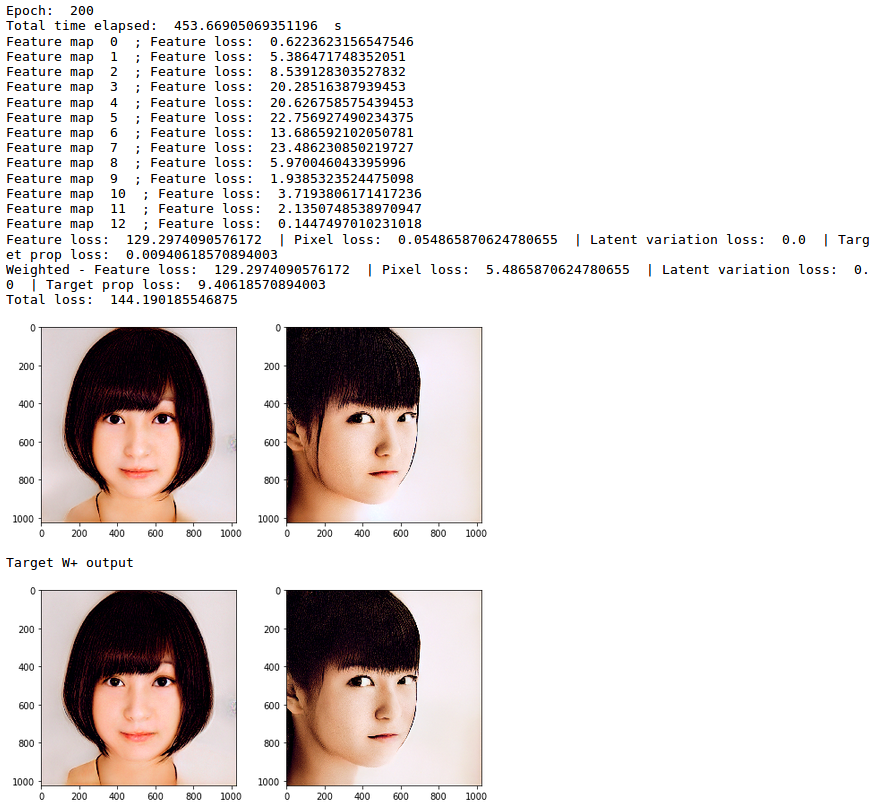 Epoch:  200
Total time elapsed:  453.66905069351196  s
Feature map  0  ; Feature loss:  0.6223623156547546
Feature map  1  ; Feature loss:  5.386471748352051
Feature map  2  ; Feature loss:  8.539128303527832
Feature map  3  ; Feature loss:  20.28516387939453
Feature map  4  ; Feature loss:  20.626758575439453
Feature map  5  ; Feature loss:  22.756927490234375
Feature map  6  ; Feature loss:  13.686592102050781
Feature map  7  ; Feature loss:  23.486230850219727
Feature map  8  ; Feature loss:  5.970046043395996
Feature map  9  ; Feature loss:  1.9385323524475098
Feature map  10  ; Feature loss:  3.7193806171417236
Feature map  11  ; Feature loss:  2.1350748538970947
Feature map  12  ; Feature loss:  0.1447497010231018
Feature loss:  129.2974090576172  | Pixel loss:  0.054865870624780655  | Latent variation loss:  0.0  | Targ
et prop loss:  0.00940618570894003
Weighted - Feature loss:  129.2974090576172  | Pixel loss:  5.4865870624780655  | Latent variation loss:  0.
0  | Target prop loss:  9.40618570894003
Total loss:  144.190185546875
0 0
200 200
400 400
600 600
800 800
1000 1000
0 200 400 600 800 1000 0 200 400 600 800 1000
Target W+ output
0 0
200 200
400 400
600 600
800 800
1000 1000
0 200 400 600 800 1000 0 200 400 600 800 1000